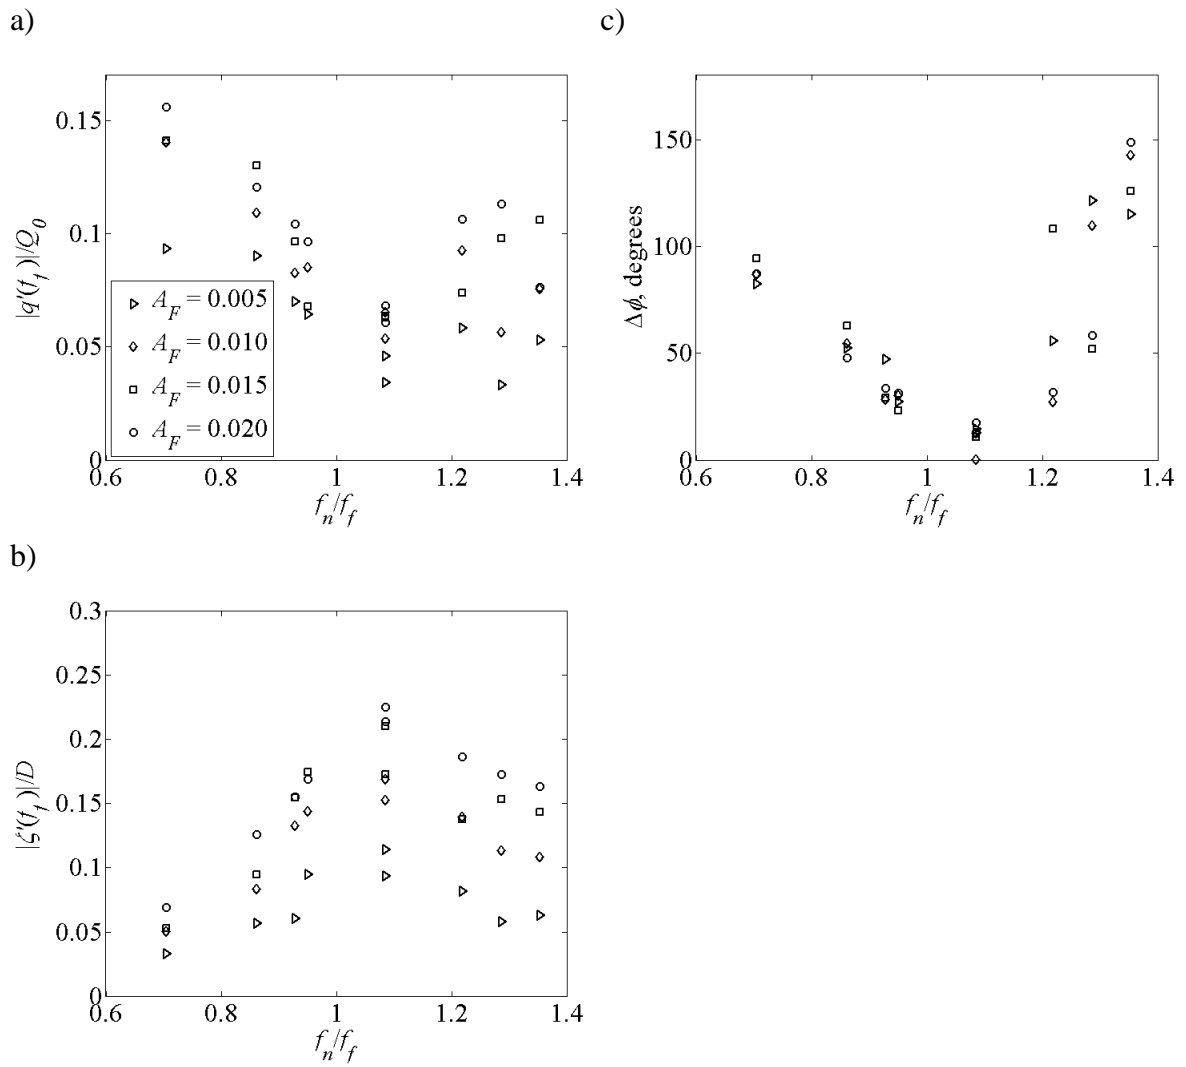 a)
|q'(f_f)|/Q_0
0.15
0.1
0.05
0
A_F = 0.005
A_F = 0.010
A_F = 0.015
A_F = 0.020
0.6 0.8 1 1.2 1.4
f_n/f_f
c)
Δϕ, degrees
150
100
50
0
0.6 0.8 1 1.2 1.4
f_n/f_f
b)
|ζ'(f_f)|/D
0.3
0.25
0.2
0.15
0.1
0.05
0
0.6 0.8 1 1.2 1.4
f_n/f_f